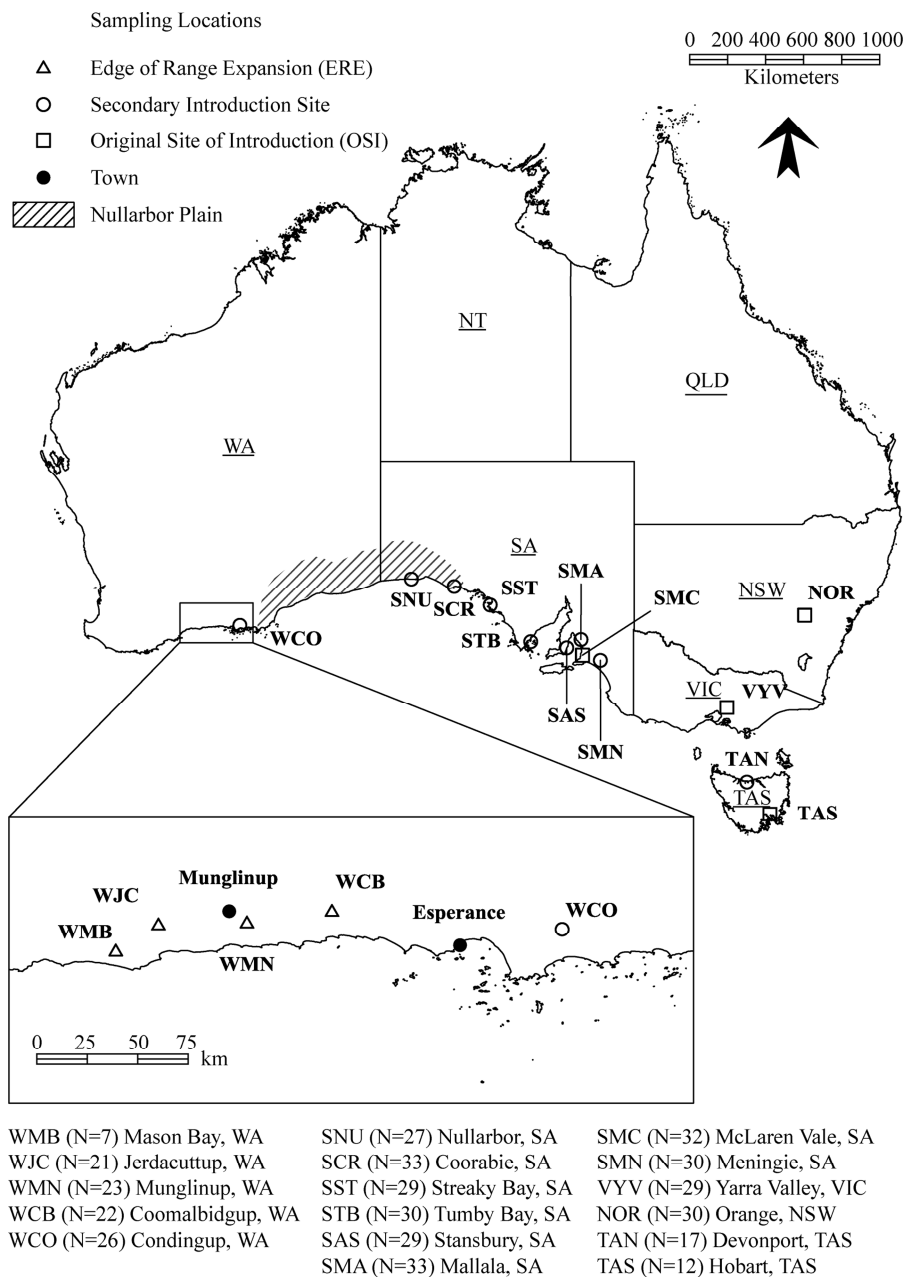 Sampling Locations
Edge of Range Expansion (ERE)
Secondary Introduction Site
Original Site of Introduction (OSI)
Town
Nullarbor Plain
0 200 400 600 800 1000
Kilometers
NT
QLD
WA
SA
SMA
NSW
NOR
SNU
SCR
SST
SMC
WCO
STB
VIC
VYV
SAS
SMN
TAN
TAS
TAS
Munglinup
WCB
WJC
Esperance
WCO
WMB
WMN
0 25 50 75
km
WMB (N=7) Mason Bay, WA
WJC (N=21) Jerdacuttup, WA
WMN (N=23) Munglinup, WA
WCB (N=22) Coomalbidgup, WA
WCO (N=26) Condingup, WA
SNU (N=27) Nullarbor, SA
SCR (N=33) Coorabie, SA
SST (N=29) Streaky Bay, SA
STB (N=30) Tumby Bay, SA
SAS (N=29) Stansbury, SA
SMA (N=33) Mallala, SA
SMC (N=32) McLaren Vale, SA
SMN (N=30) Meningie, SA
VYV (N=29) Yarra Valley, VIC
NOR (N=30) Orange, NSW
TAN (N=17) Devonport, TAS
TAS (N=12) Hobart, TAS